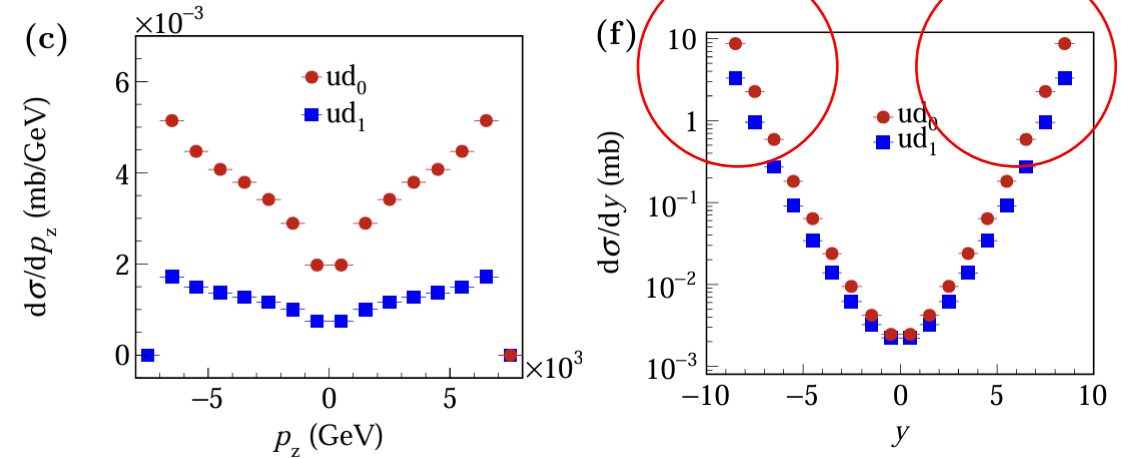 (c)
×10⁻³
dσ/dp_z (mb/GeV)
6
4
2
0
ud₀
ud₁
−5 0 5
×10³
p_z (GeV)
(f)
dσ/dy (mb)
10
1
10⁻¹
10⁻²
10⁻³
ud₀
ud₁
−10 −5 0 5 10
y